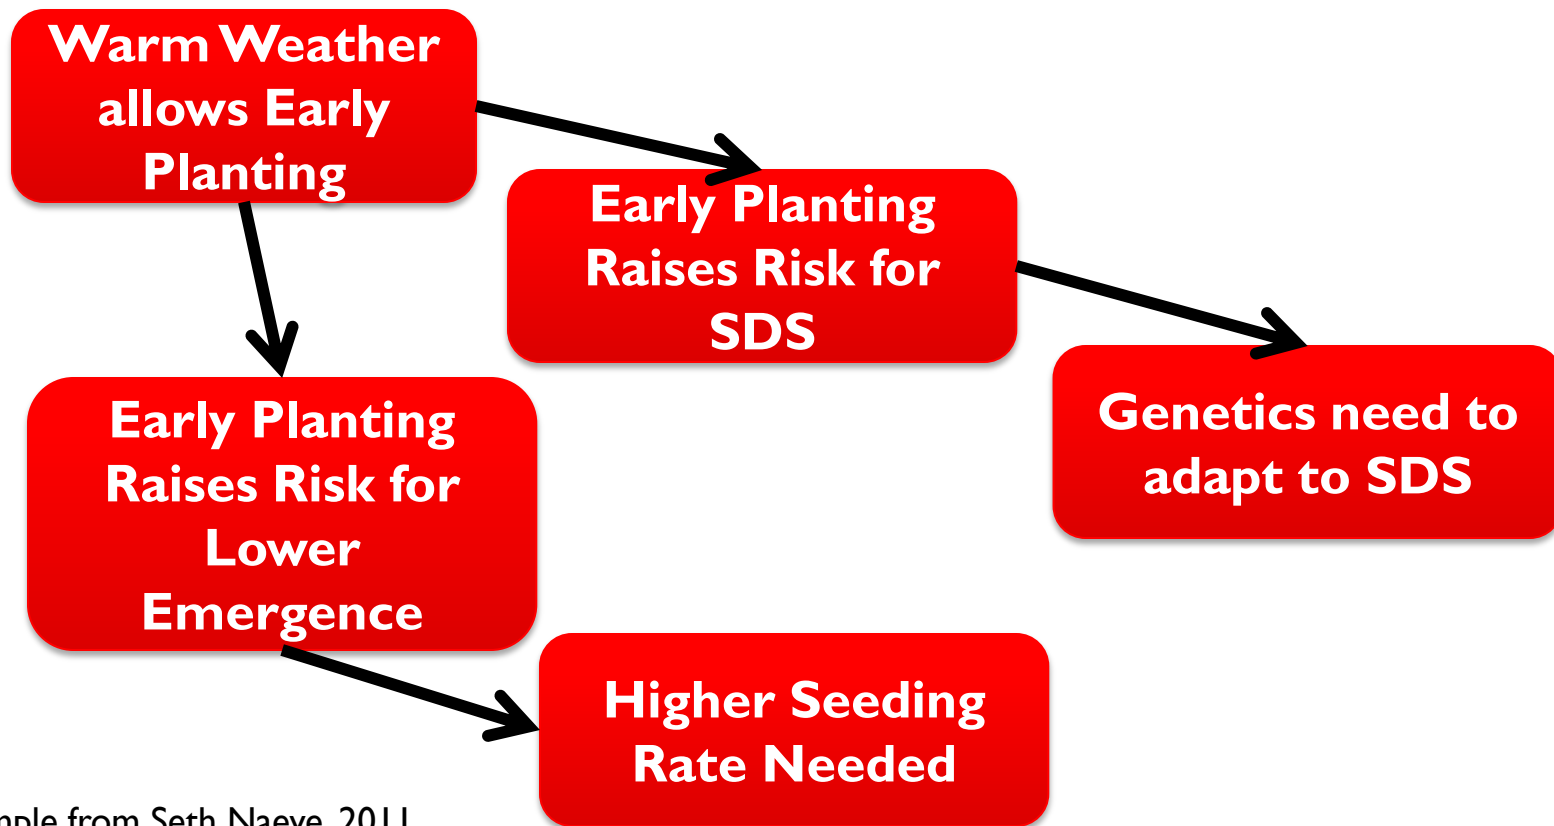 Warm Weather
allows Early
Planting
Early Planting
Raises Risk for
SDS
Genetics need to
adapt to SDS
Early Planting
Raises Risk for
Lower
Emergence
Higher Seeding
Rate Needed
from Seth Naeve, 2011